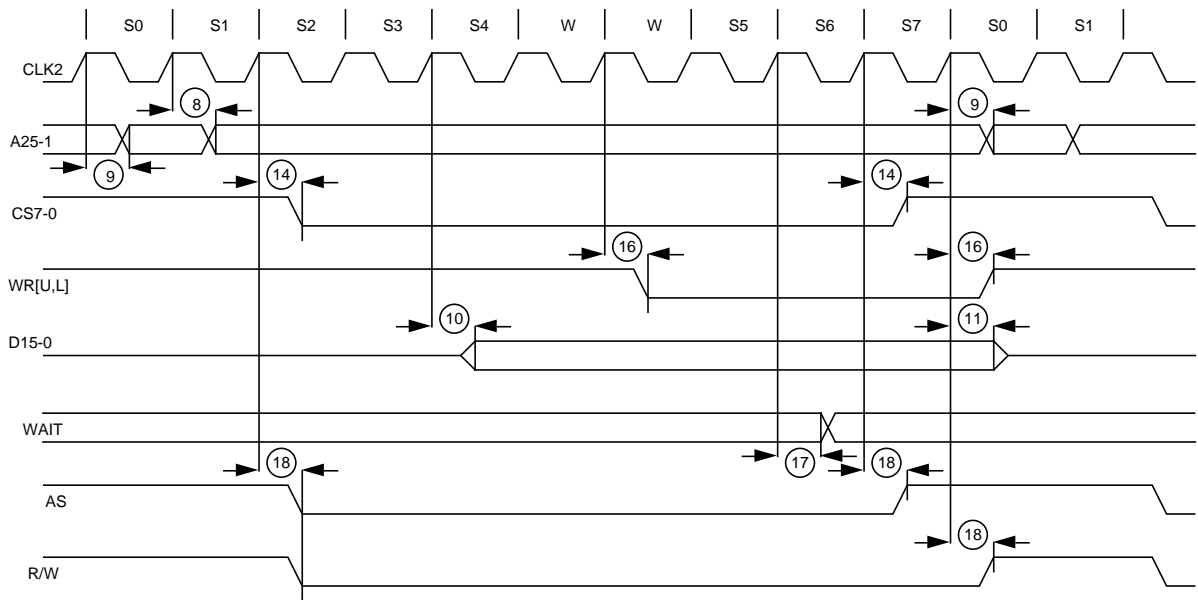 S0 S1 S2 S3 S4 W W S5 S6 S7 S0 S1
CLK2
8 9
A25-1
9
14 14
CS7-0
16 16
WR[U,L]
10 11
D15-0
WAIT
17
18 18
AS
18
R/W